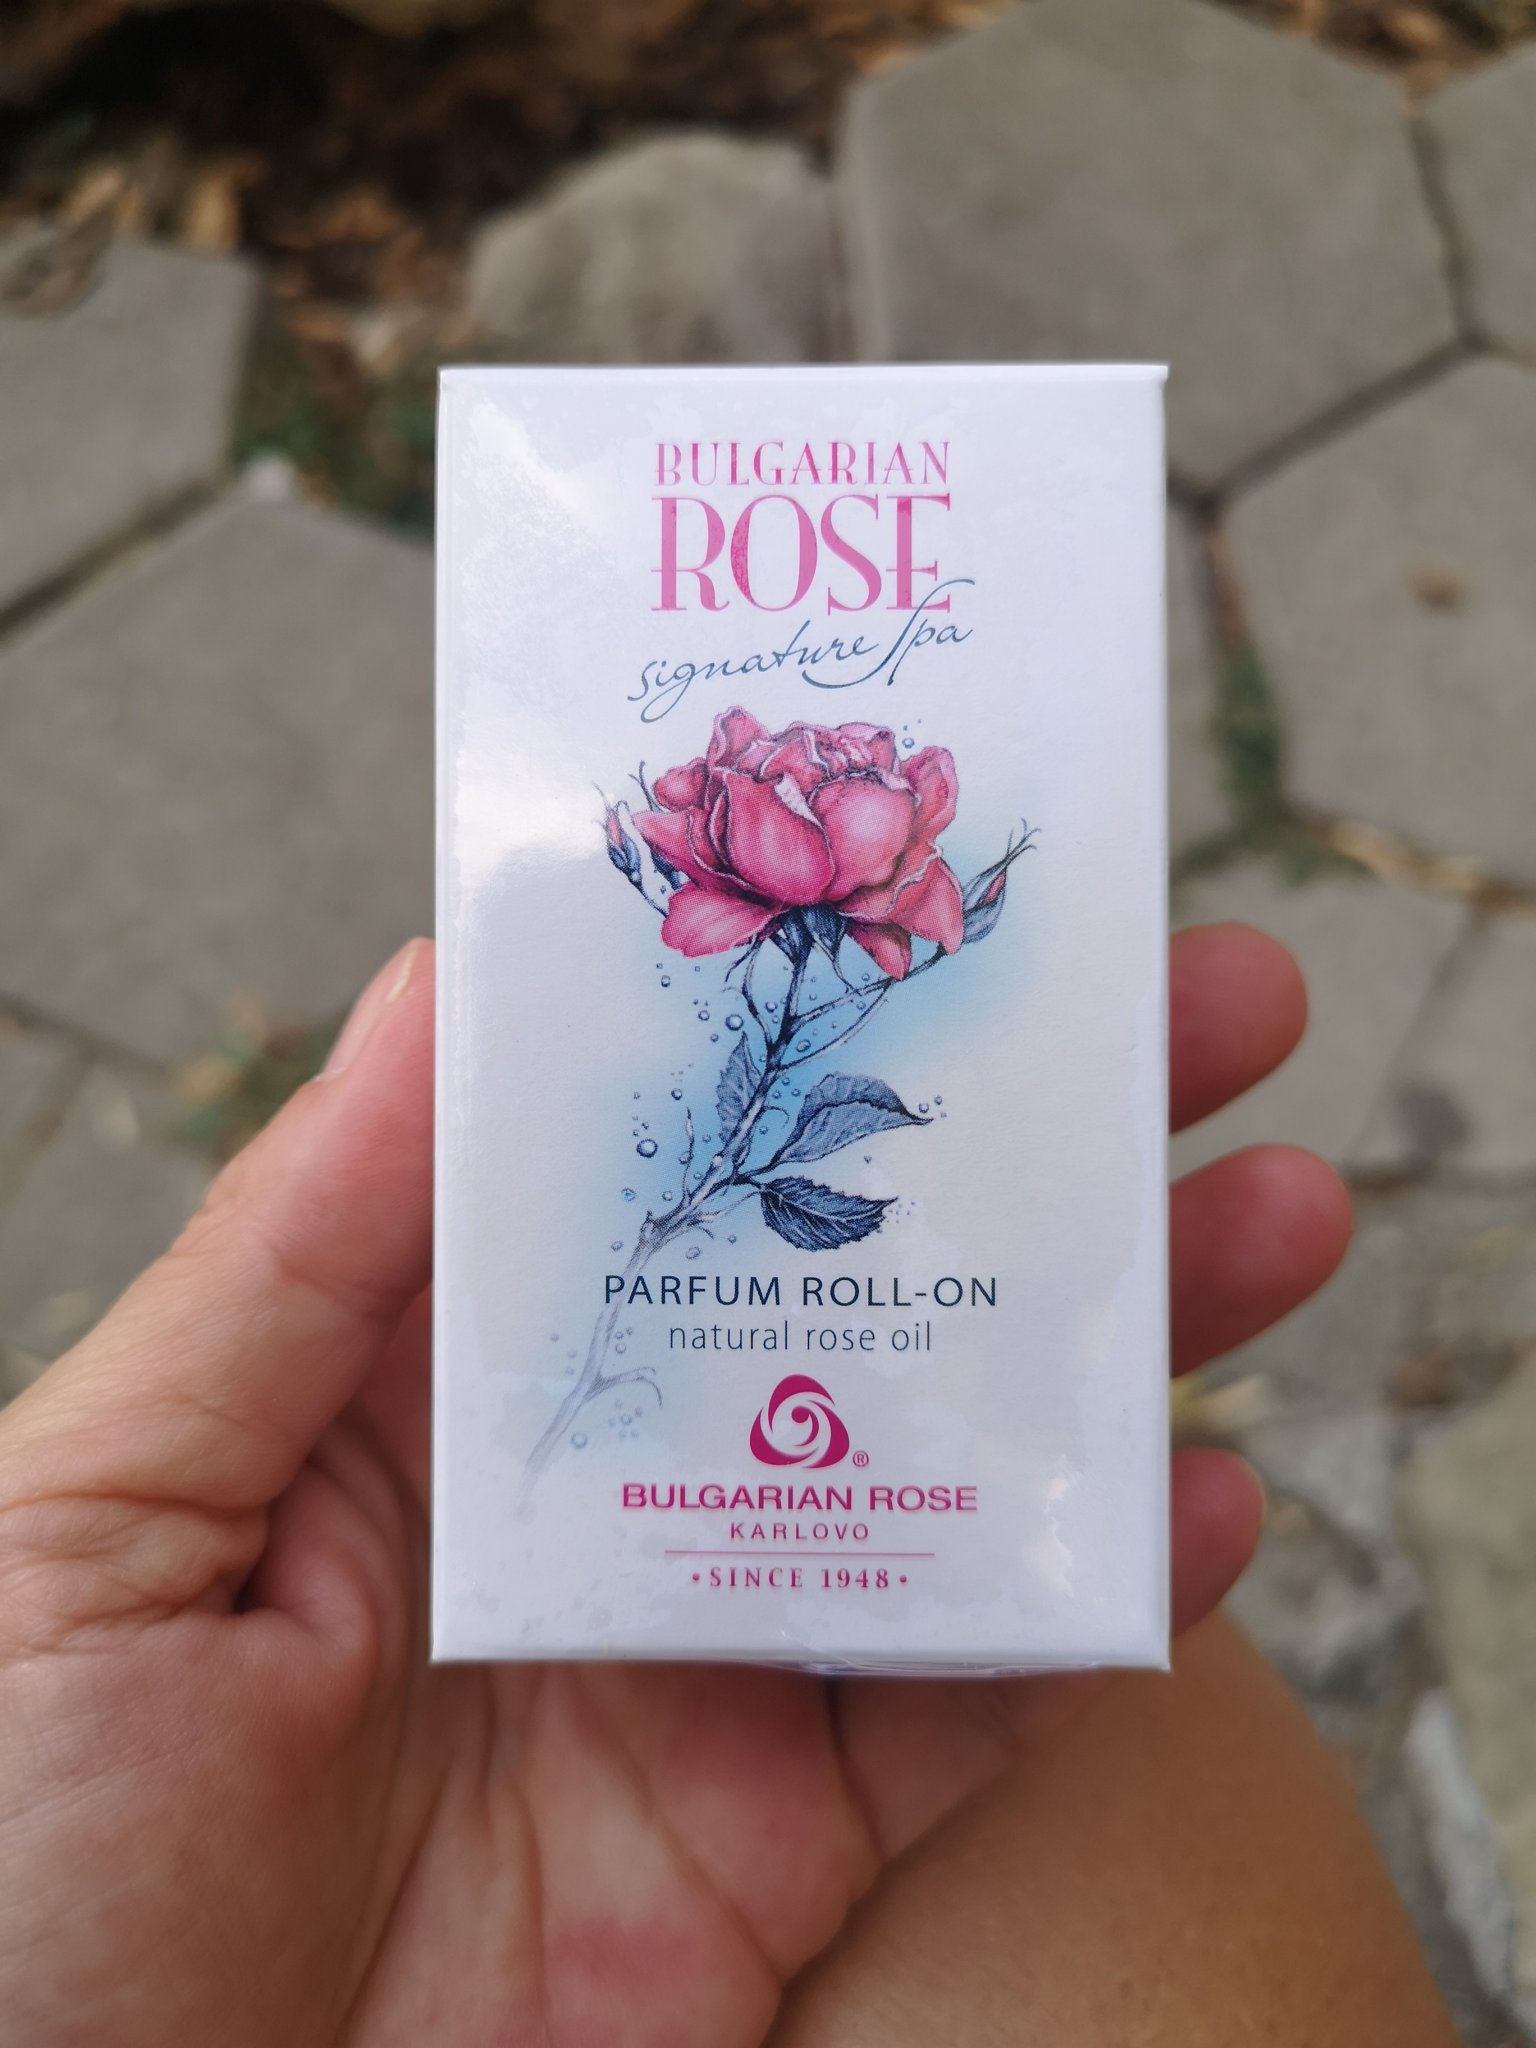 BULGARIAN
ROSE
signature Spa
PARFUM ROLL-ON
natural rose oil
®
BULGARIAN ROSE
KARLOVO
• SINCE 1948 •